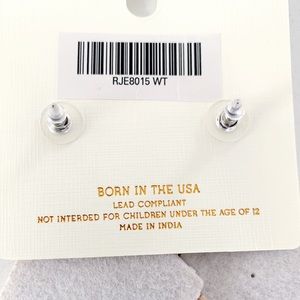 RJE8015 WT
BORN IN THE USA
LEAD COMPLIANT
NOT INTERDED FOR CHILDREN UNDER THE AGE OF 12
MADE IN INDIA